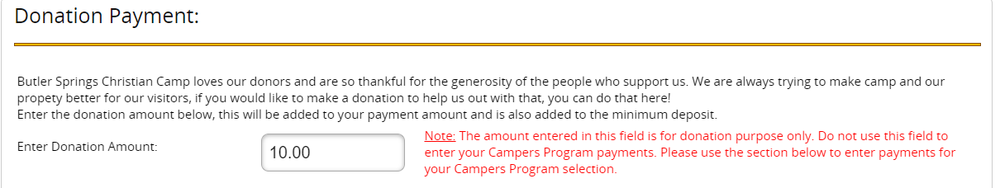 Donation Payment:
Butler Springs Christian Camp loves our donors and are so thankful for the generosity of the people who support us. We are always trying to make camp and our
propety better for our visitors, if you would like to make a donation to help us out with that, you can do that here!
Enter the donation amount below, this will be added to your payment amount and is also added to the minimum deposit.
Enter Donation Amount:
10.00
Note: The amount entered in this field is for donation purpose only. Do not use this field to
enter your Campers Program payments. Please use the section below to enter payments for
your Campers Program selection.